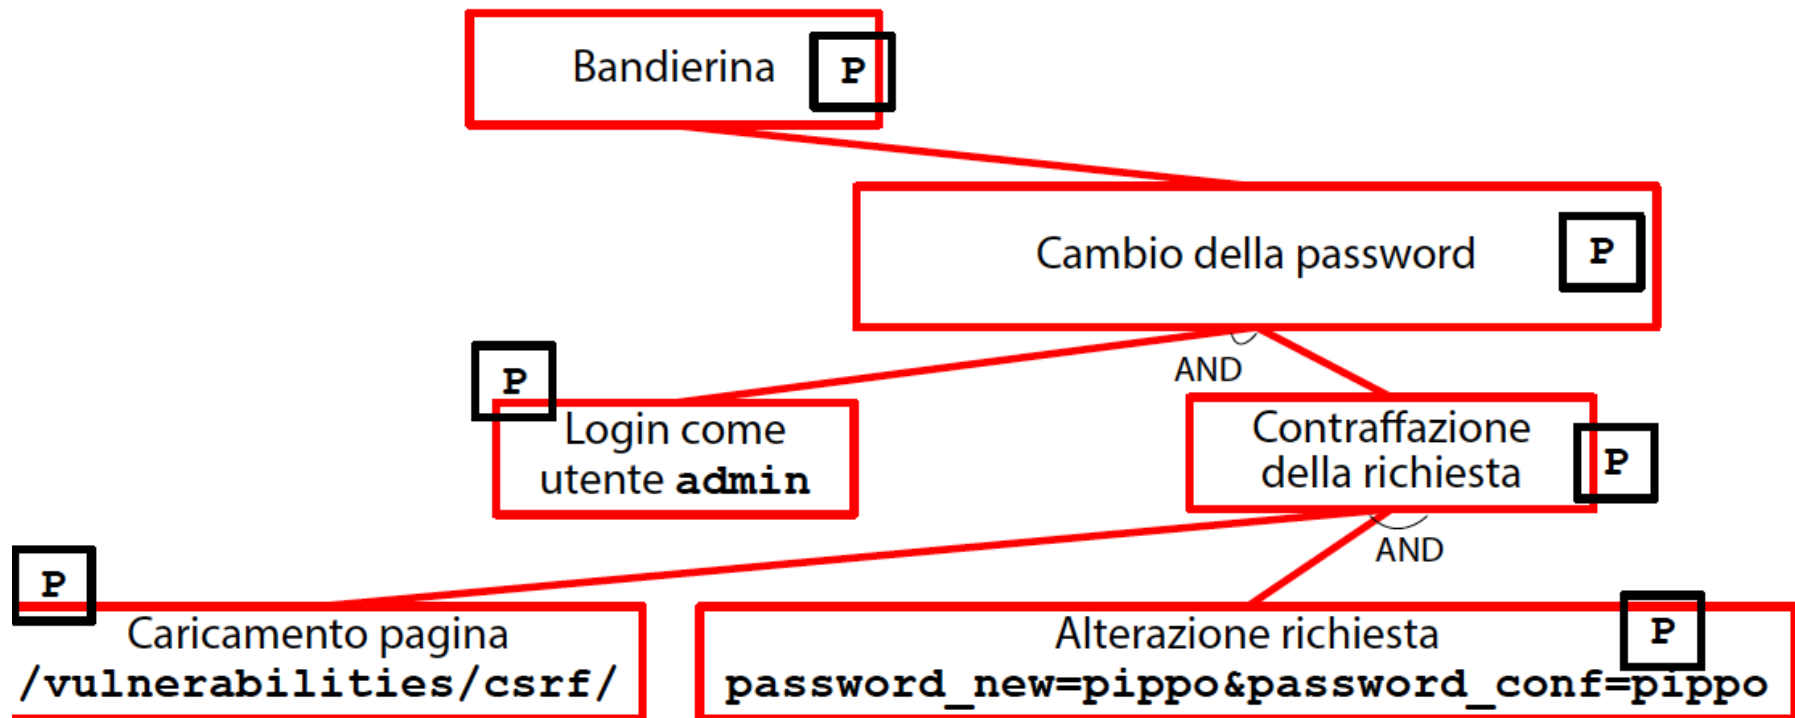 Bandierina P
Cambio della password P
AND
P
Login come
utente admin
Contraffazione
della richiesta P
AND
P
Caricamento pagina
/vulnerabilities/csrf/
P
Alterazione richiesta
password_new=pippo&password_conf=pippo